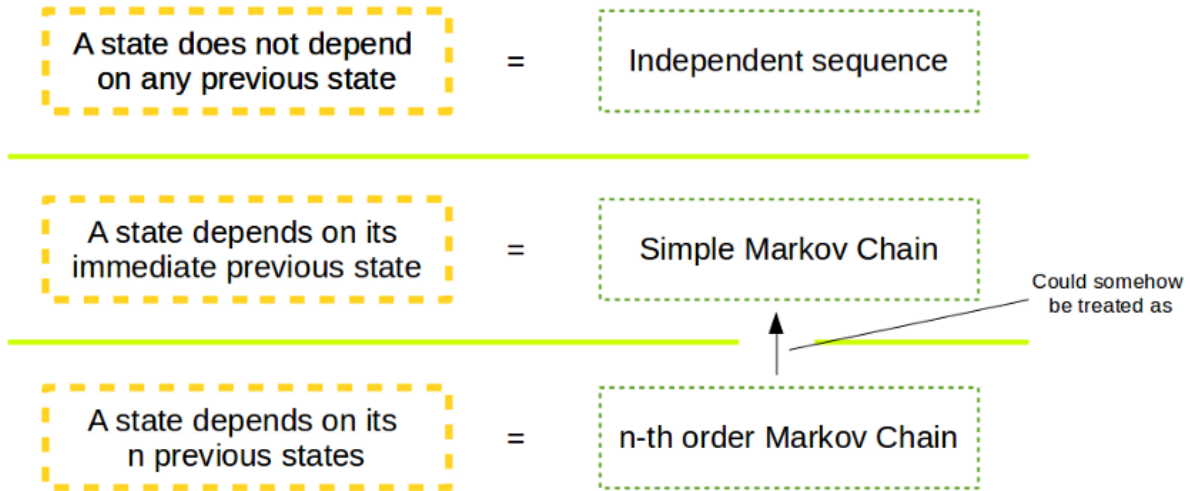 A state does not depend
on any previous state
=
Independent sequence
A state depends on its
immediate previous state
=
Simple Markov Chain
Could somehow
be treated as
A state depends on its
n previous states
=
n-th order Markov Chain